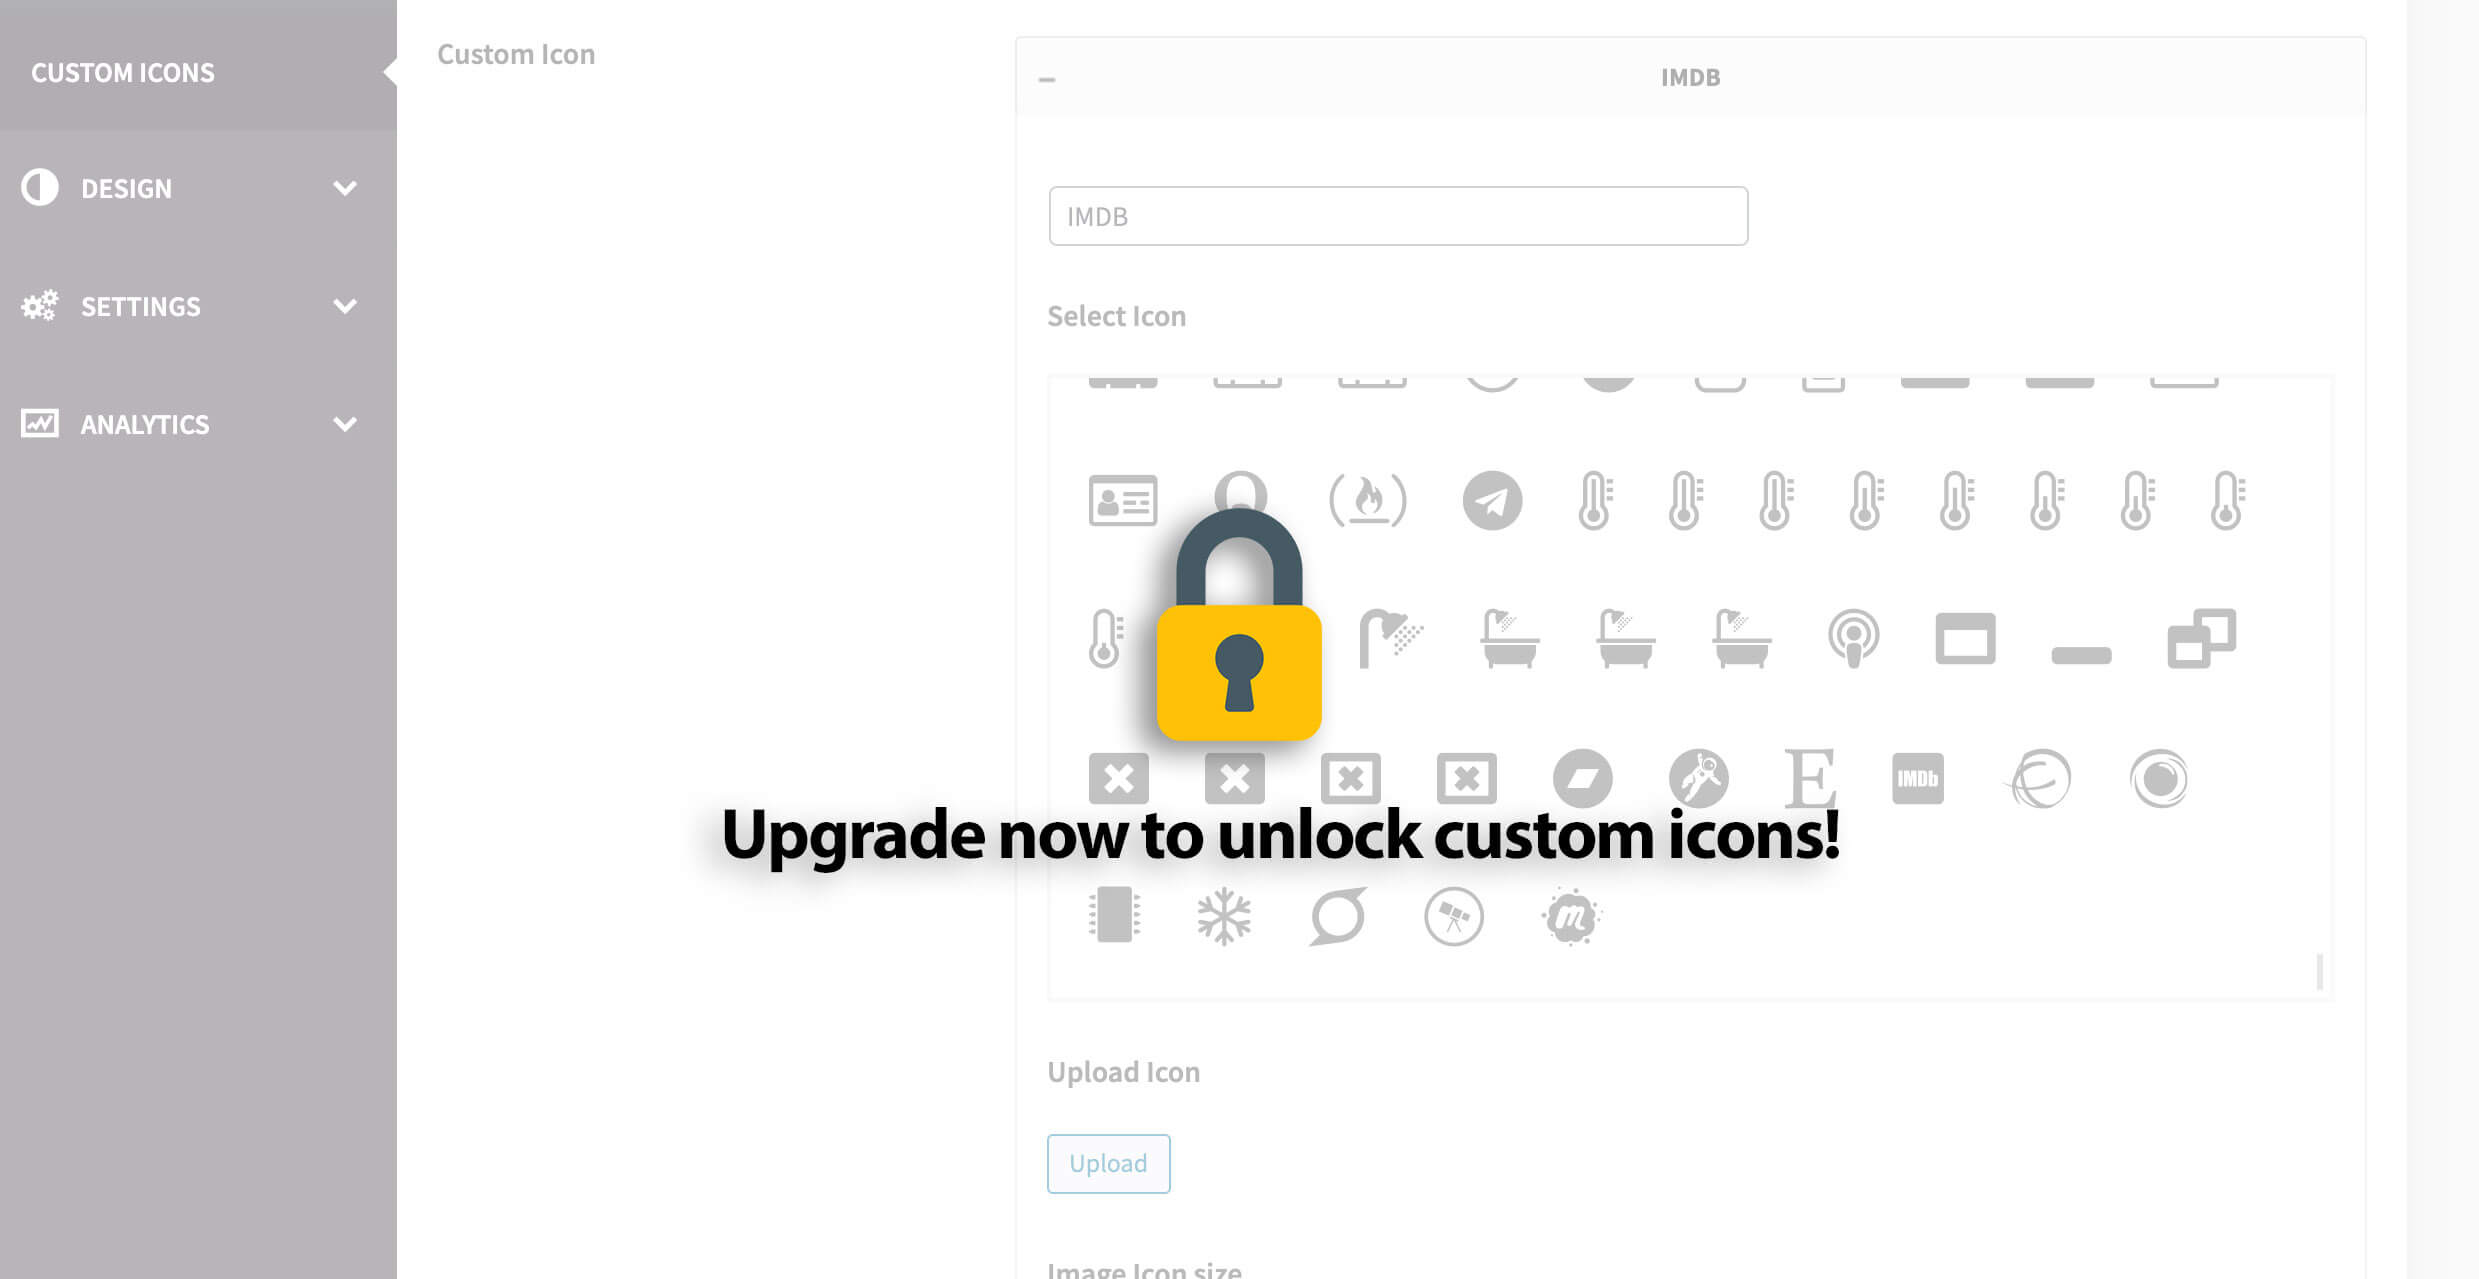 CUSTOM ICONS
DESIGN
SETTINGS
ANALYTICS
Custom Icon
IMDB
IMDB
Select Icon
IMDb
Upgrade now to unlock custom icons!
Upload Icon
Upload
Image Icon size